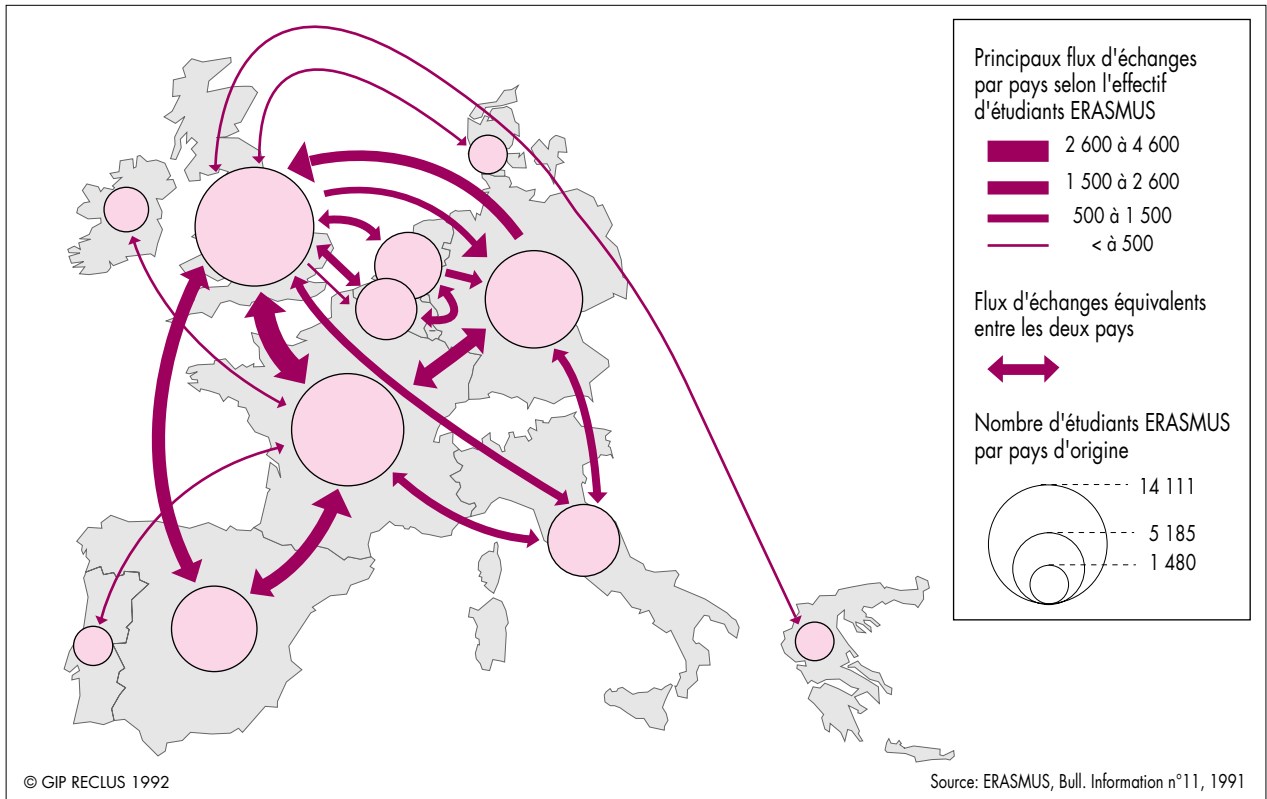 Principaux flux d'échanges
par pays selon l'effectif
d'étudiants ERASMUS
2 600 à 4 600
1 500 à 2 600
500 à 1 500
< à 500
Flux d'échanges équivalents
entre les deux pays
Nombre d'étudiants ERASMUS
par pays d'origine
14 111
5 185
1 480
© GIP RECLUS 1992
Source: ERASMUS, Bull. Information n°11, 1991